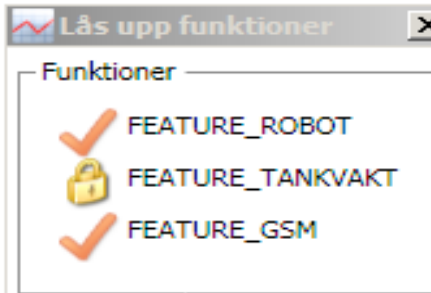 Lås upp funktioner
Funktioner
FEATURE_ROBOT
FEATURE_TANKVAKT
FEATURE_GSM